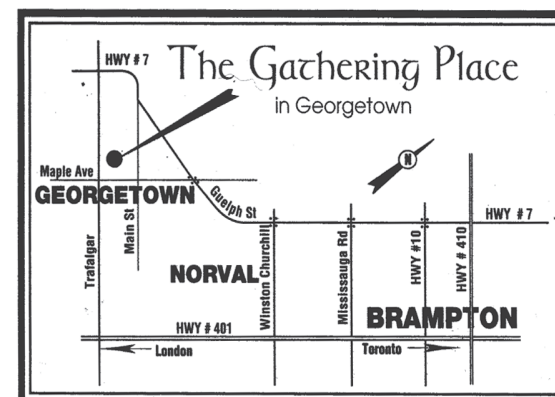 HWY # 7
The Gathering Place
in Georgetown
N
Maple Ave
GEORGETOWN
Guelph St
HWY # 7
Trafalgar
Main St
NORVAL
Winston Churchill
Mississauga Rd
HWY #10
HWY # 410
BRAMPTON
HWY # 401
London
Toronto